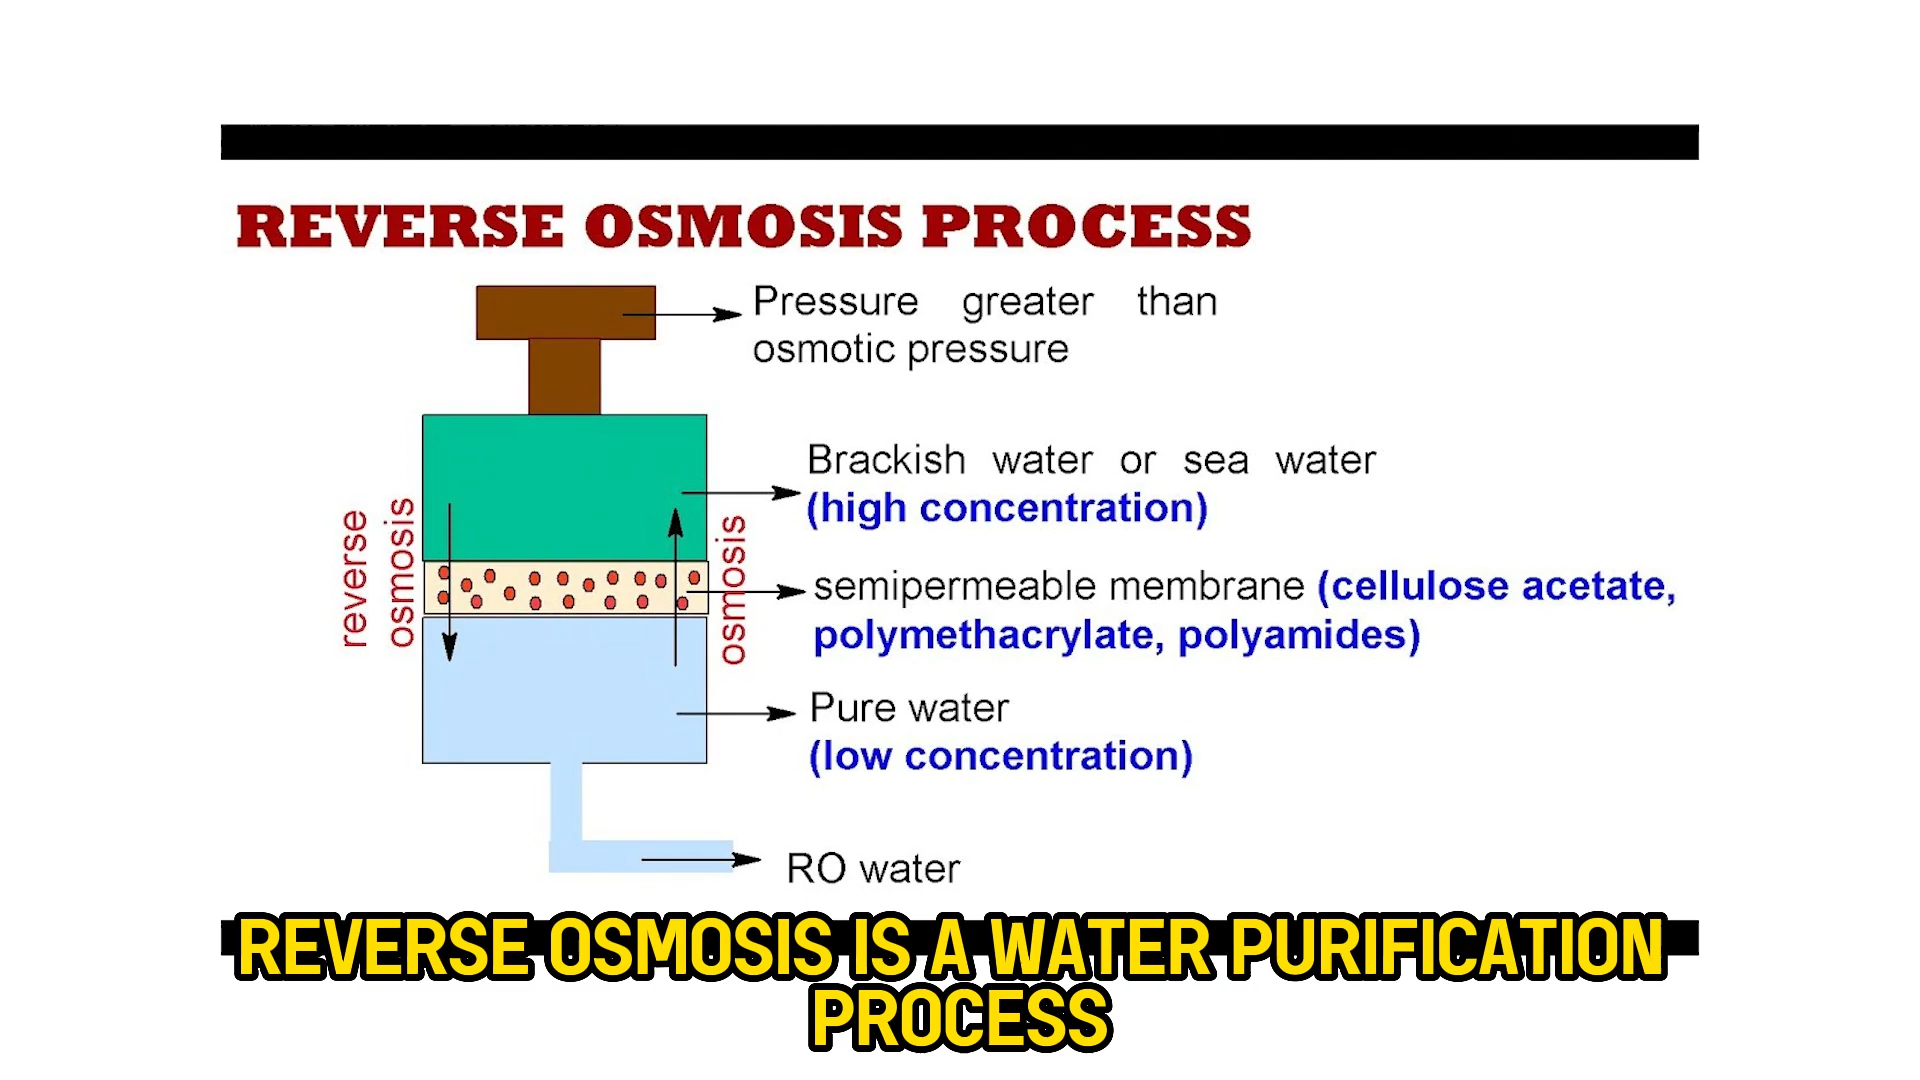 REVERSE OSMOSIS PROCESS
Pressure greater than
osmotic pressure
Brackish water or sea water
(high concentration)
reverse
osmosis
osmosis
semipermeable membrane (cellulose acetate,
polymethacrylate, polyamides)
Pure water
(low concentration)
RO water
REVERSE OSMOSIS IS A WATER PURIFICATION
PROCESS